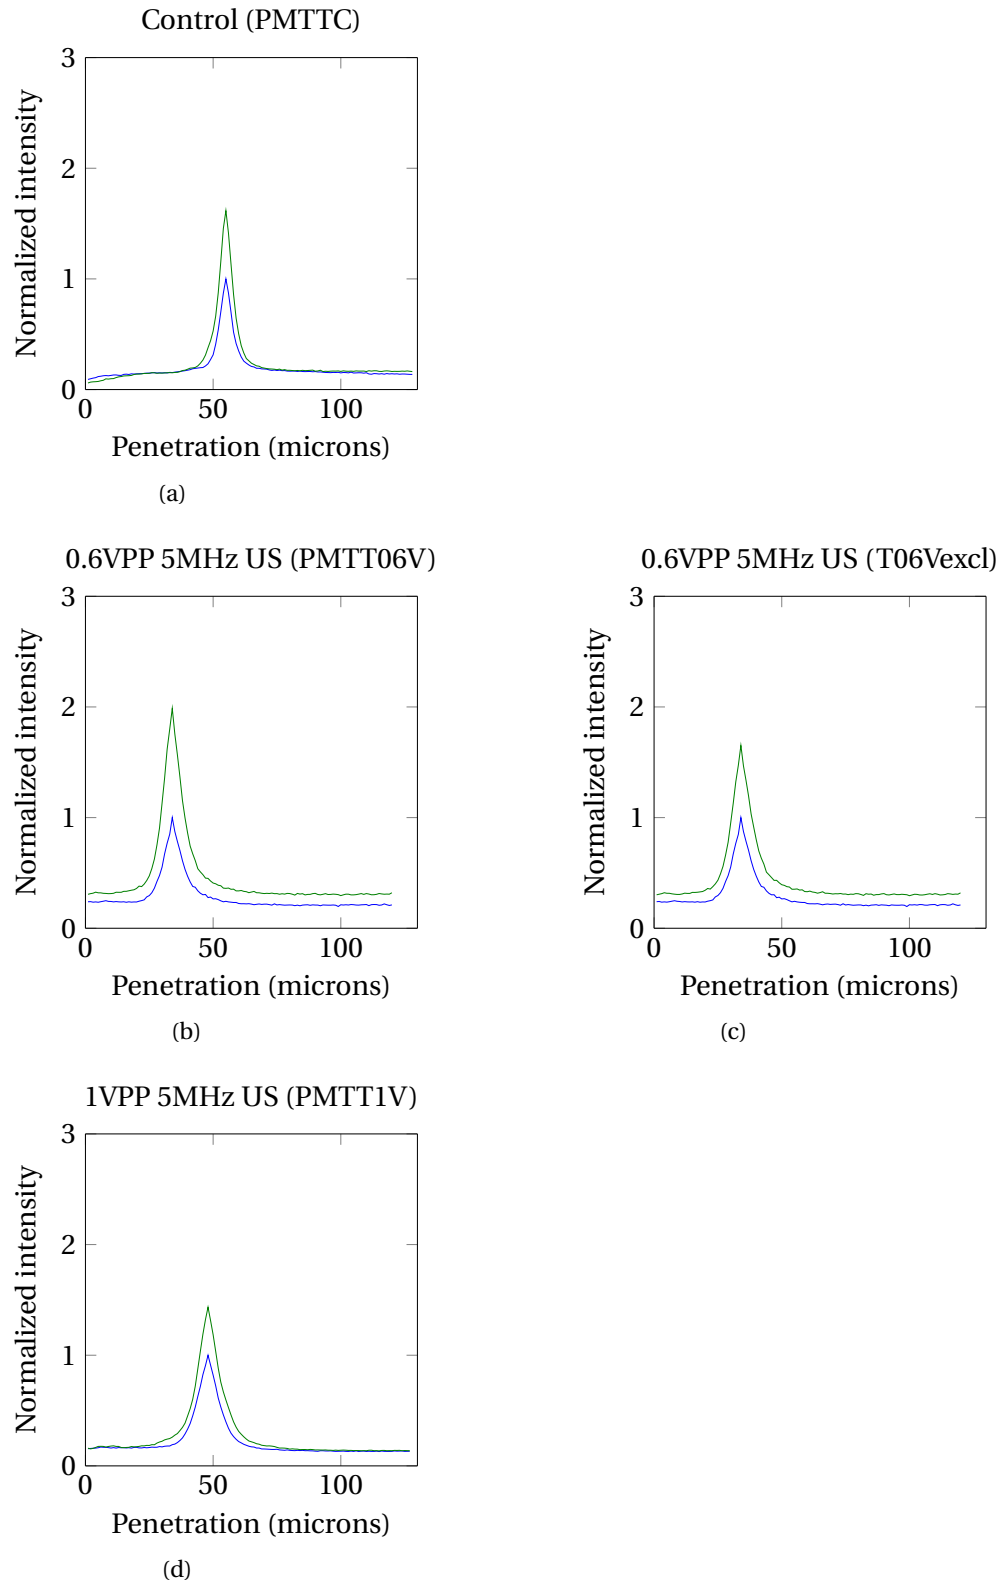 Control (PMTTC)
3
2
1
0
Normalized intensity
0 50 100
Penetration (microns)
(a)
0.6VPP 5MHz US (PMTT06V)
3
2
1
0
Normalized intensity
0 50 100
Penetration (microns)
(b)
0.6VPP 5MHz US (T06Vexcl)
3
2
1
0
Normalized intensity
0 50 100
Penetration (microns)
(c)
1VPP 5MHz US (PMTT1V)
3
2
1
0
Normalized intensity
0 50 100
Penetration (microns)
(d)